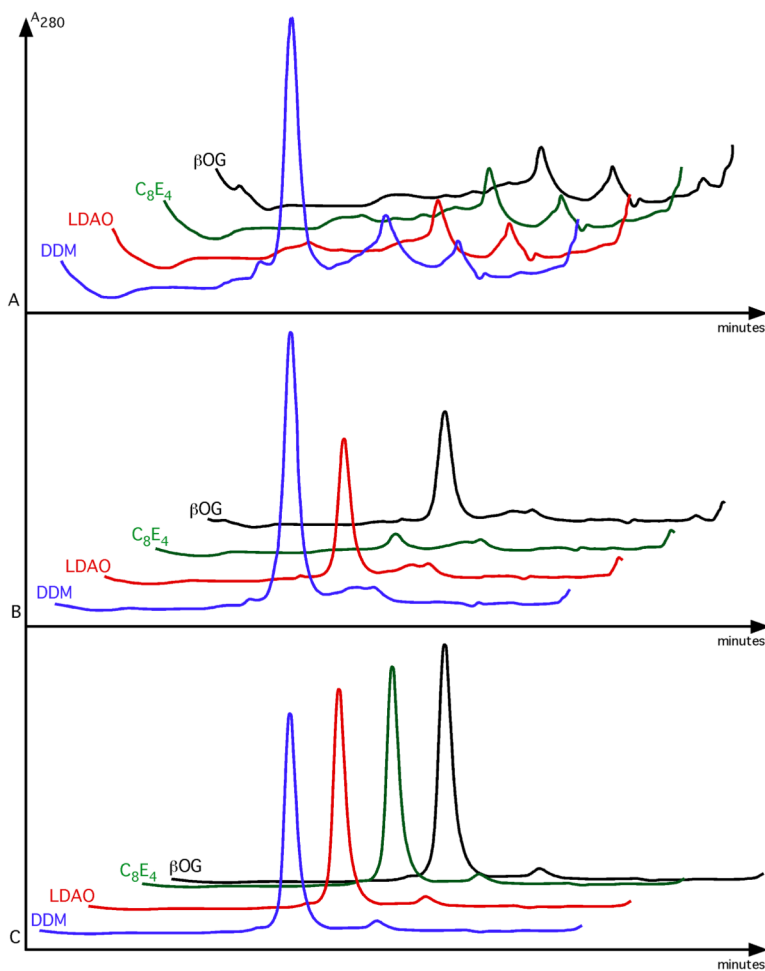 A280
βOG
C8E4
LDAO
DDM
A
minutes
βOG
C8E4
LDAO
DDM
B
minutes
C8E4 βOG
LDAO
DDM
C
minutes